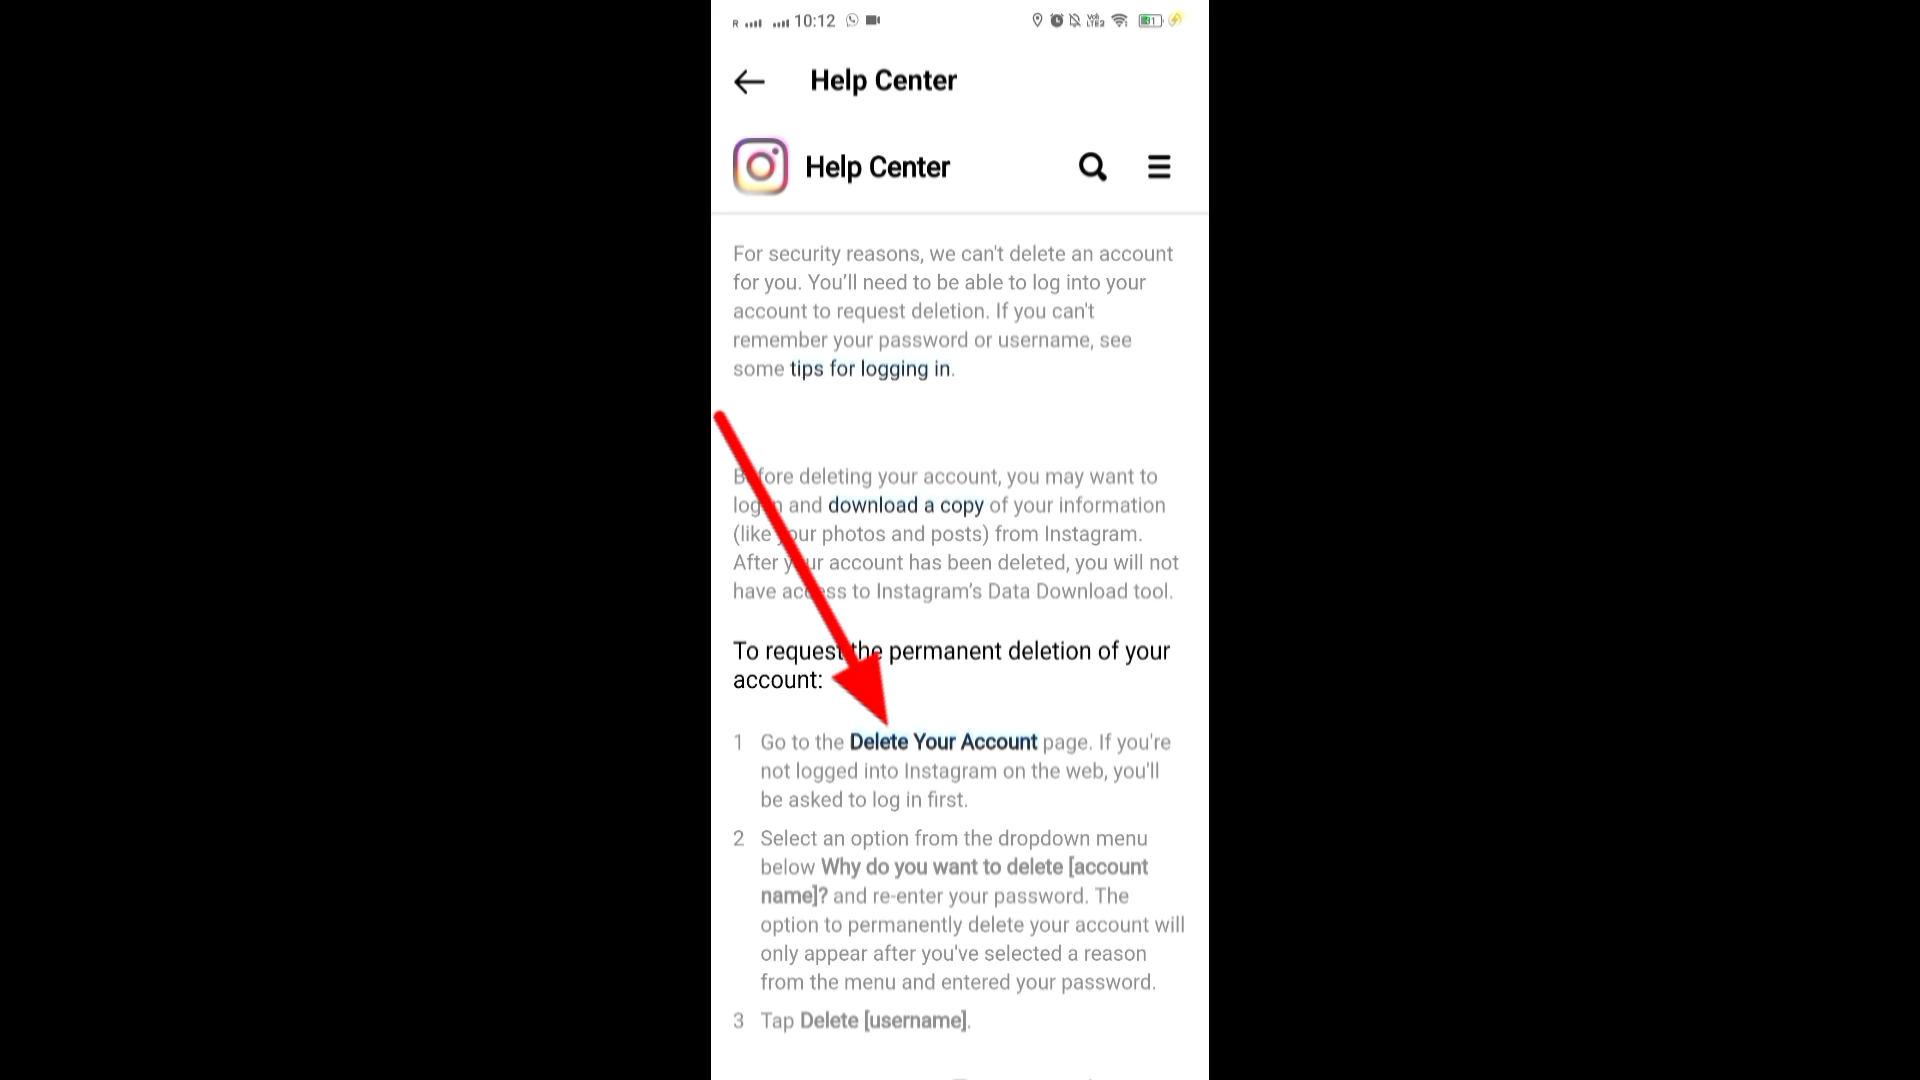 R 10:12
Help Center
Help Center
For security reasons, we can't delete an account
for you. You’ll need to be able to log into your
account to request deletion. If you can't
remember your password or username, see
some tips for logging in.
Before deleting your account, you may want to
log in and download a copy of your information
(like your photos and posts) from Instagram.
After your account has been deleted, you will not
have access to Instagram’s Data Download tool.
To request the permanent deletion of your
account:
1 Go to the Delete Your Account page. If you're
not logged into Instagram on the web, you'll
be asked to log in first.
2 Select an option from the dropdown menu
below Why do you want to delete [account
name]? and re-enter your password. The
option to permanently delete your account will
only appear after you've selected a reason
from the menu and entered your password.
3 Tap Delete [username].